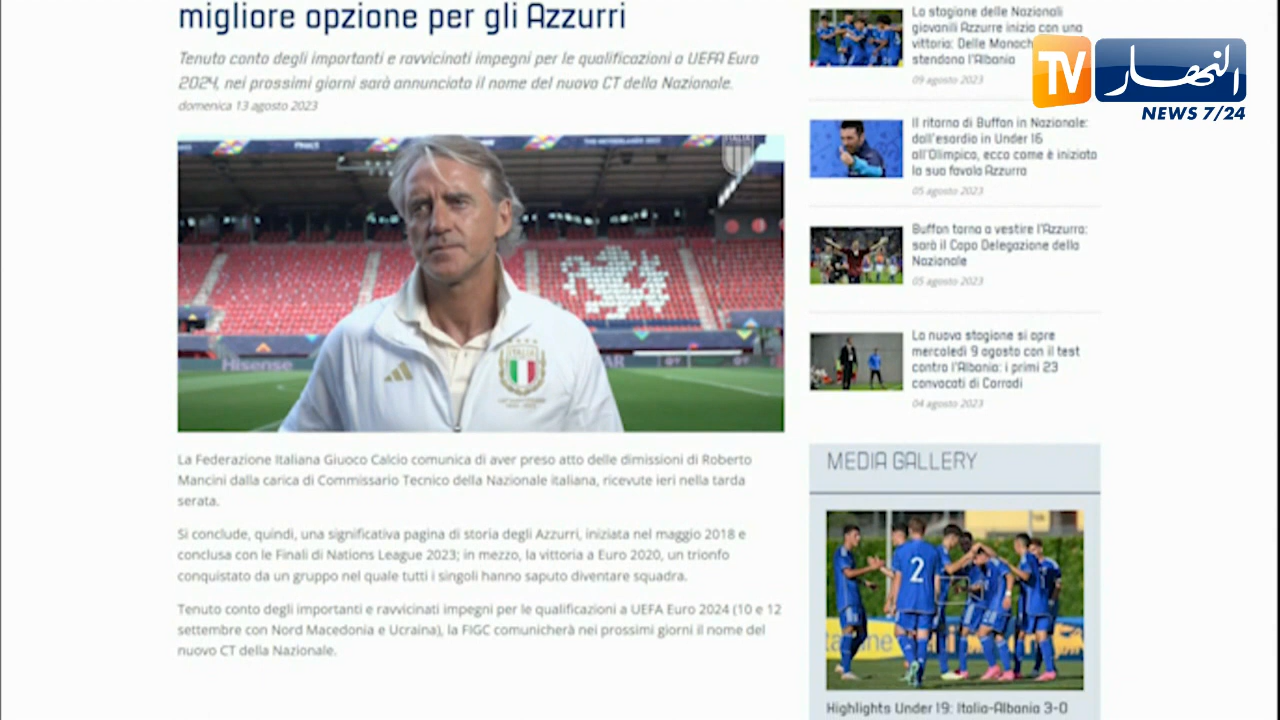 migliore opzione per gli Azzurri
Tenuto conto degli importanti e ravvicinati impegni per le qualificazioni a UEFA Euro
2024, nei prossimi giorni sarà annunciato il nome del nuovo CT della Nazionale.
domenica 13 agosto 2023
ITALIA
Hisense
ITALIA
La Federazione Italiana Giuoco Calcio comunica di aver preso atto delle dimissioni di Roberto
Mancini dalla carica di Commissario Tecnico della Nazionale italiana, ricevute ieri nella tarda
serata.
Si conclude, quindi, una significativa pagina di storia degli Azzurri, iniziata nel maggio 2018 e
conclusa con le Finali di Nations League 2023; in mezzo, la vittoria a Euro 2020, un trionfo
conquistato da un gruppo nel quale tutti i singoli hanno saputo diventare squadra.
Tenuto conto degli importanti e ravvicinati impegni per le qualificazioni a UEFA Euro 2024 (10 e 12
settembre con Nord Macedonia e Ucraina), la FIGC comunicherà nei prossimi giorni il nome del
nuovo CT della Nazionale.
La stagione delle Nazionali
giovanili Azzurre inizia con una
vittoria: Delle
stendono l'Albania
09 agosto 2023
TV النهار
NEWS 7/24
Il ritorno di Buffon in Nazionale:
dall'esordio in Under 16
all'Olimpico, ecco come è iniziata
la sua favola Azzurra
05 agosto 2023
Buffon torna a vestire l'Azzurro:
sarà il Capo Delegazione della
Nazionale
05 agosto 2023
La nuova stagione si apre
mercoledì 9 agosto con il test
contro l'Albania: i primi 23
convocati di Corradi
04 agosto 2023
MEDIA GALLERY
2
Highlights Under 19: Italia-Albania 3-0